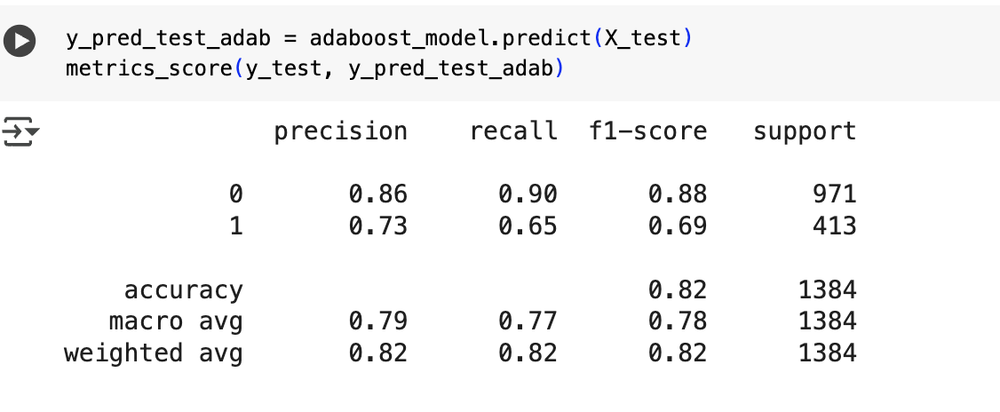 y_pred_test_adab = adaboost_model.predict(X_test)
metrics_score(y_test, y_pred_test_adab)
precision recall f1-score support
0 0.86 0.90 0.88 971
1 0.73 0.65 0.69 413
accuracy 0.82 1384
macro avg 0.79 0.77 0.78 1384
weighted avg 0.82 0.82 0.82 1384